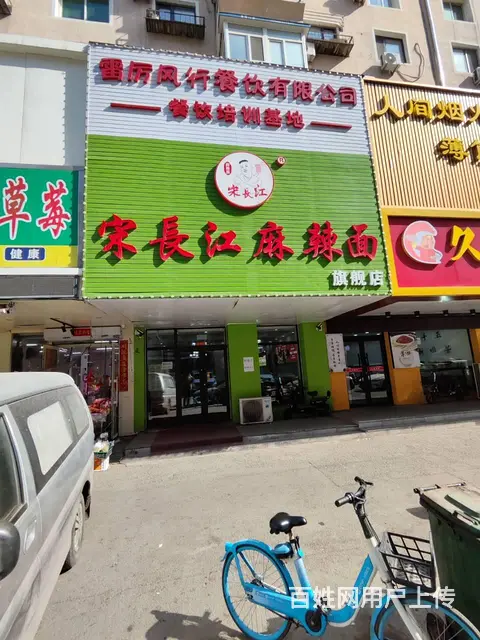 雷厉风行餐饮有限公司
餐饮培训基地
宋長江
宋長江麻辣面
旗舰店
草莓
健康
人间烟火
薄
久
百姓网用户上传